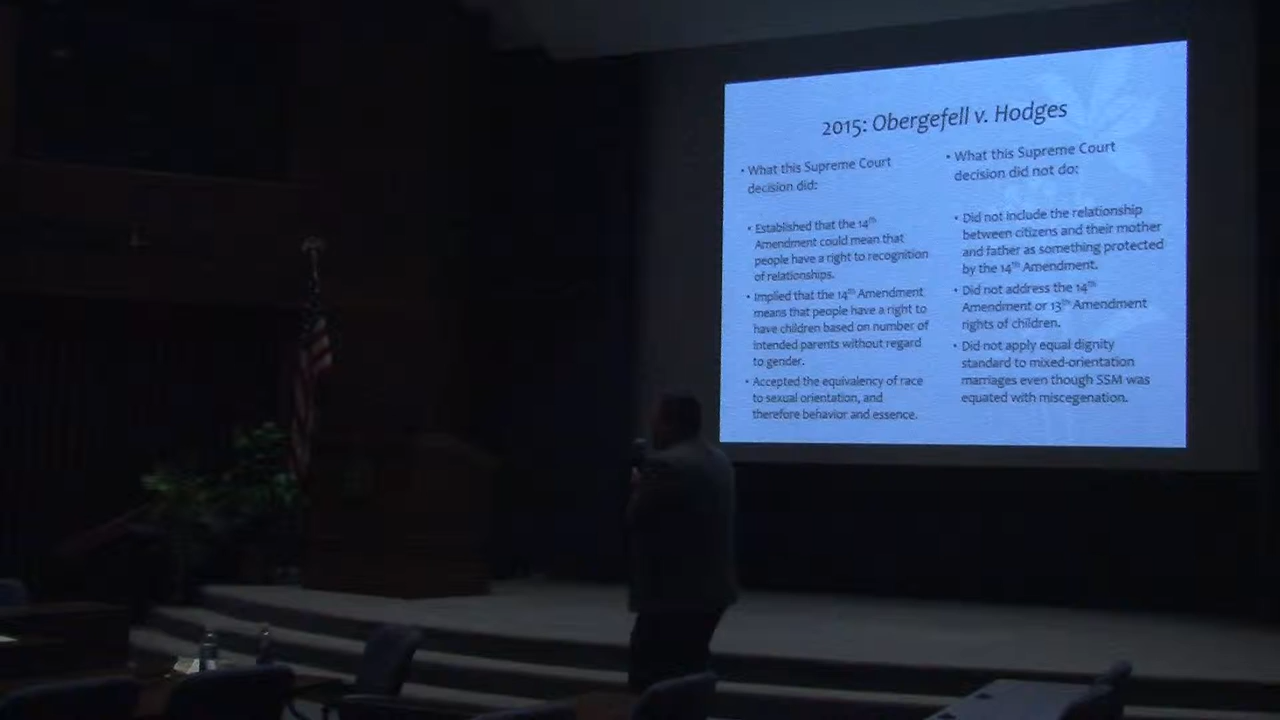 2015: Obergefell v. Hodges
• What this Supreme Court
decision did:
• Established that the 14th
Amendment could mean that
people have a right to recognition
of relationships.
• Implied that the 14th Amendment
means that people have a right to
have children based on number of
intended parents without regard
to gender.
• Accepted the equivalency of race
to sexual orientation, and
therefore behavior and essence.
• What this Supreme Court
decision did not do:
• Did not include the relationship
between citizens and their mother
and father as something protected
by the 14th Amendment.
• Did not address the 14th
Amendment or 13th Amendment
rights of children.
• Did not apply equal dignity
standard to mixed-orientation
marriages even though SSM was
equated with miscegenation.